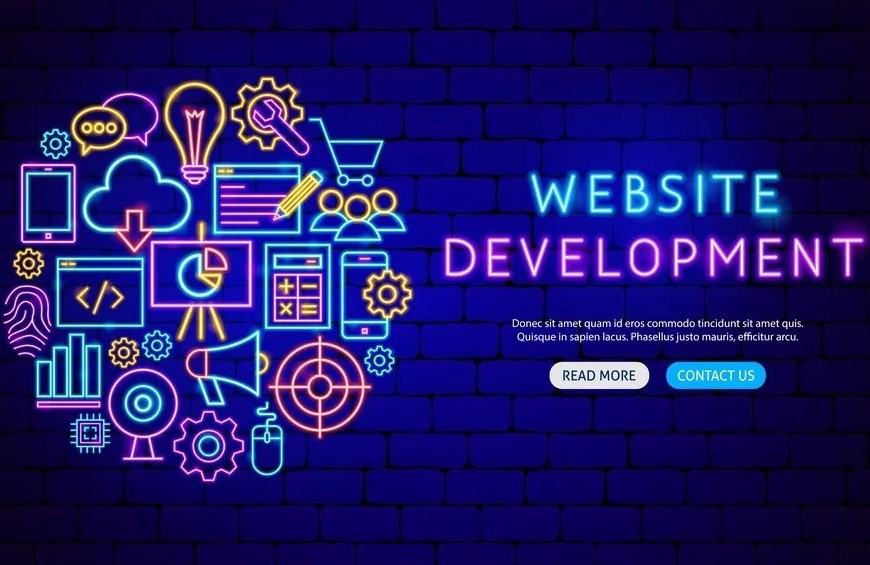 WEBSITE
DEVELOPMENT
Donec sit amet quam id eros commodo tincidunt sit amet quis.
Quisque in sapien lacus. Phasellus justo mauris, efficitur arcu.
READ MORE
CONTACT US